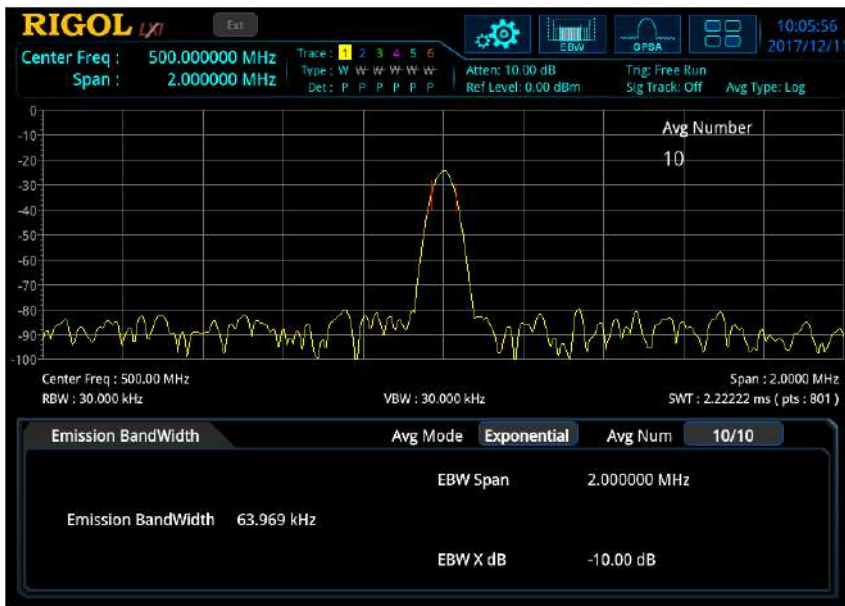 RIGOL LXI Ext 10:05:56
2017/12/1
EBW GPSA
Center Freq : 500.000000 MHz Trace : 1 2 3 4 5 6
Span : 2.000000 MHz Type : W W W W W W Atten: 10.00 dB Trig: Free Run
Det : P P P P P P Ref Level: 0.00 dBm Sig Track: Off Avg Type: Log
0
-10
-20
-30
-40
-50
-60
-70
-80
-90
-100
Avg Number
10
Center Freq : 500.00 MHz Span : 2.0000 MHz
RBW : 30.000 kHz VBW : 30.000 kHz SWT : 2.22222 ms ( pts : 801 )
Emission BandWidth Avg Mode Exponential Avg Num 10/10
EBW Span 2.000000 MHz
Emission BandWidth 63.969 kHz
EBW X dB -10.00 dB